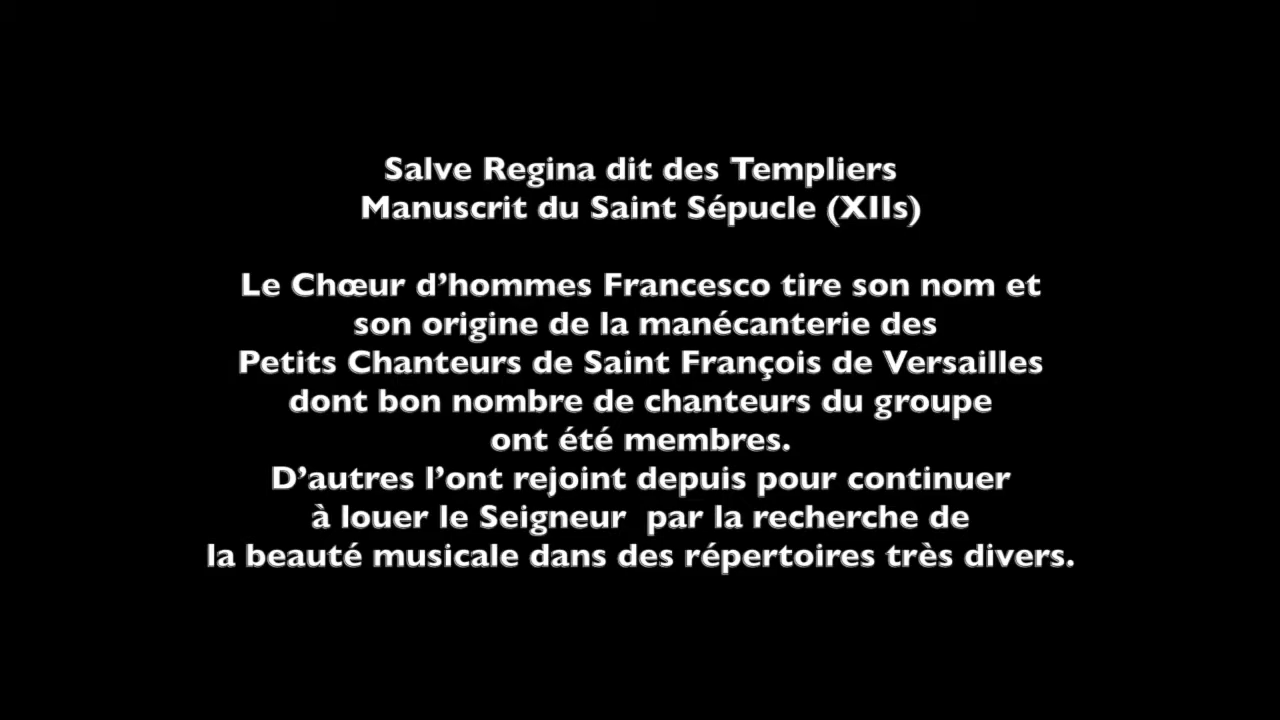 Salve Regina dit des Templiers
Manuscrit du Saint Sépucle (XIIs)
Le Chœur d’hommes Francesco tire son nom et
son origine de la manécanterie des
Petits Chanteurs de Saint François de Versailles
dont bon nombre de chanteurs du groupe
ont été membres.
D’autres l’ont rejoint depuis pour continuer
à louer le Seigneur  par la recherche de
la beauté musicale dans des répertoires très divers.